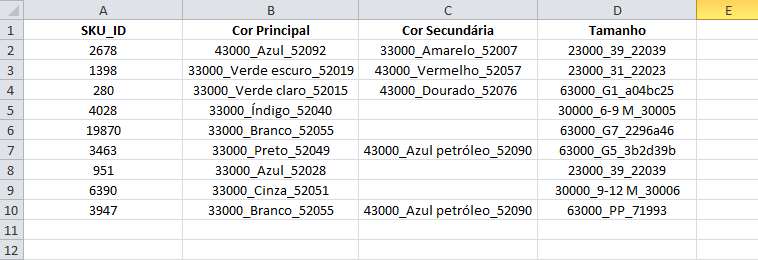 A B C D E
1 SKU_ID Cor Principal Cor Secundária Tamanho
2 2678 43000_Azul_52092 33000_Amarelo_52007 23000_39_22039
3 1398 33000_Verde escuro_52019 43000_Vermelho_52057 23000_31_22023
4 280 33000_Verde claro_52015 43000_Dourado_52076 63000_G1_a04bc25
5 4028 33000_Índigo_52040 30000_6-9 M_30005
6 19870 33000_Branco_52055 63000_G7_2296a46
7 3463 33000_Preto_52049 43000_Azul petróleo_52090 63000_G5_3b2d39b
8 951 33000_Azul_52028 23000_39_22039
9 6390 33000_Cinza_52051 30000_9-12 M_30006
10 3947 33000_Branco_52055 43000_Azul petróleo_52090 63000_PP_71993
11
12